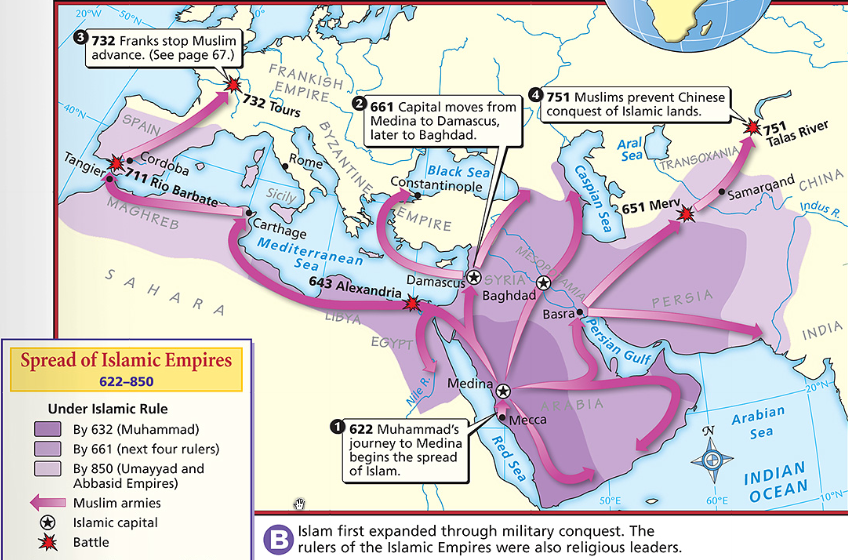 20°W
50°N
0°
40°N
3 732 Franks stop Muslim
advance. (See page 67.)
FRANKISH
EMPIRE
732 Tours
2 661 Capital moves from
Medina to Damascus,
later to Baghdad.
4 751 Muslims prevent Chinese
conquest of Islamic lands.
751
Talas River
Aral
Sea
TRANSOXANIA
SPAIN
Cordoba
Tangier
711 Rio Barbate
MAGHREB
Rome
Sicily
BYZANTINE
EMPIRE
Black Sea
Constantinople
Caspian Sea
Samarqand
CHINA
651 Merv
Indus R.
Carthage
Mediterranean
Sea
Damascus
SYRIA
MESOPOTAMIA
Baghdad
643 Alexandria
Basra
PERSIA
SAHARA
LIBYA
EGYPT
Nile R.
Persian Gulf
INDIA
Medina
ARABIA
Mecca
20°N
Arabian
Sea
1 622 Muhammad's
journey to Medina
begins the spread
of Islam.
Red Sea
N
INDIAN
OCEAN
50°E
60°E
10°N
Spread of Islamic Empires
622–850
Under Islamic Rule
By 632 (Muhammad)
By 661 (next four rulers)
By 850 (Umayyad and
Abbasid Empires)
Muslim armies
Islamic capital
Battle
B Islam first expanded through military conquest. The
rulers of the Islamic Empires were also religious leaders.